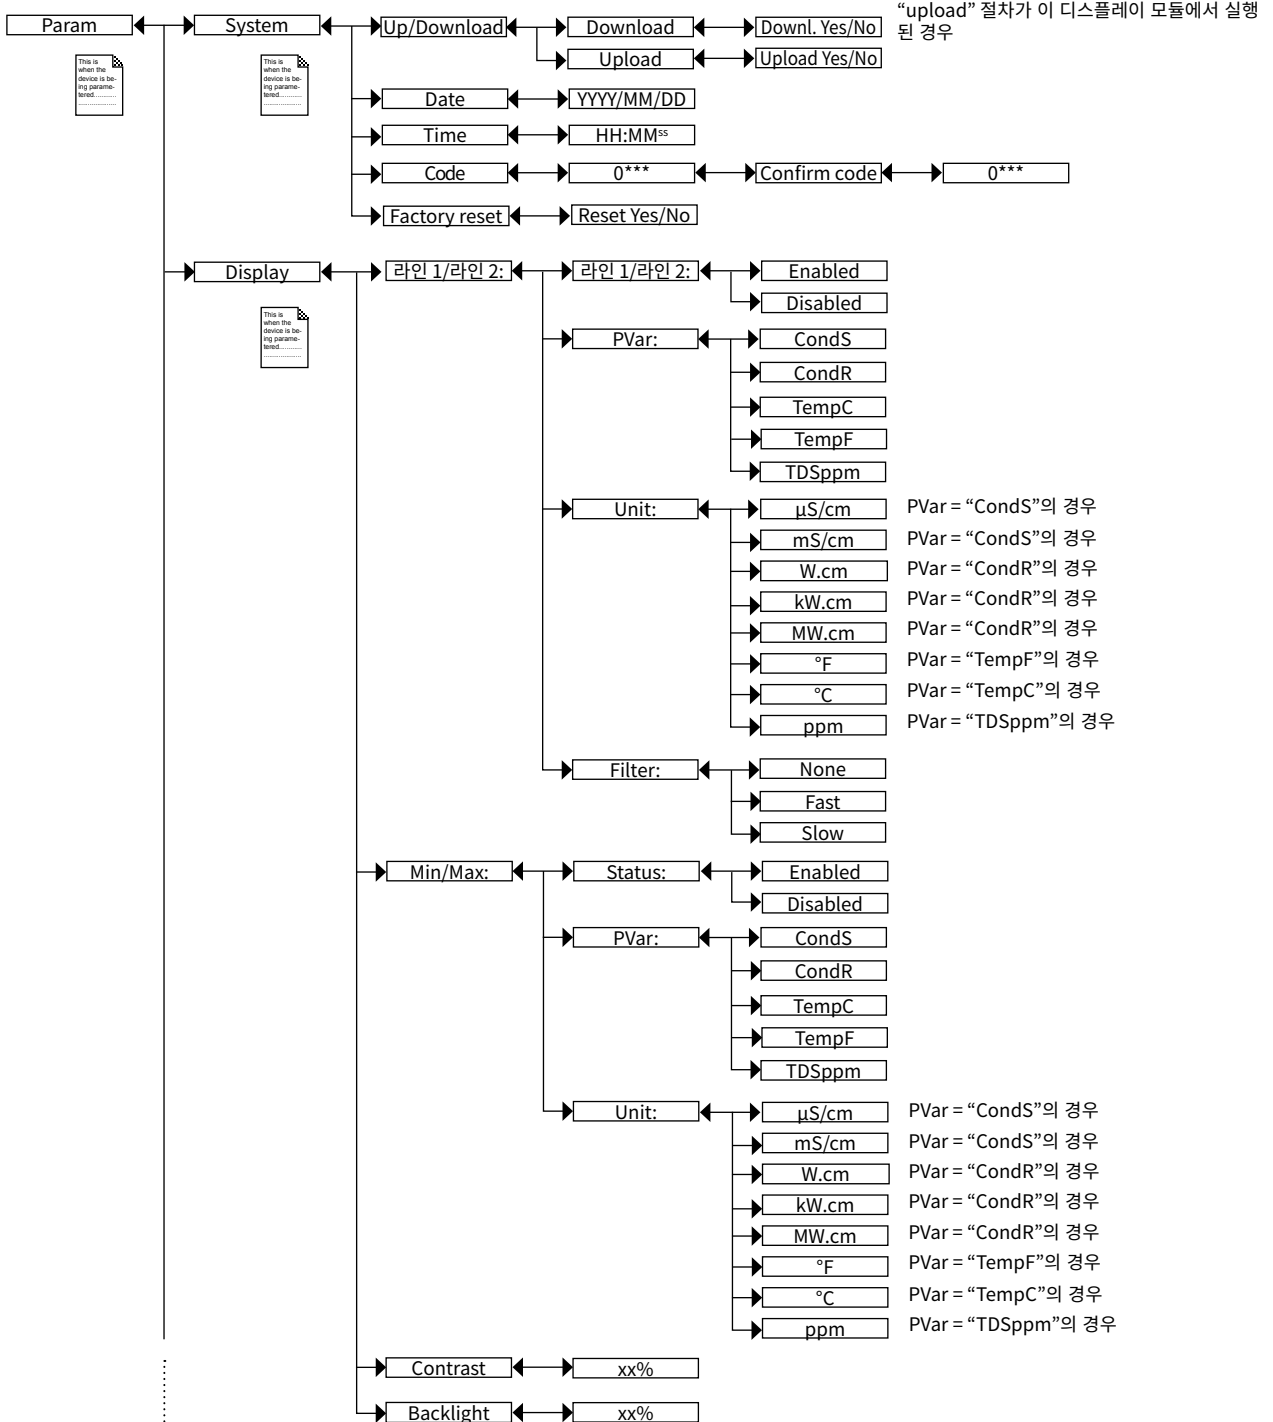 Param
System
Up/Download
Download
Downl. Yes/No
“upload” 절차가 이 디스플레이 모듈에서 실행
된 경우
Upload
Upload Yes/No
This is
when the
device is be-
ing parame-
tered...........
......................
This is
when the
device is be-
ing parame-
tered...........
......................
Date
YYYY/MM/DD
Time
HH:MMss
Code
0***
Confirm code
0***
Factory reset
Reset Yes/No
Display
라인 1/라인 2:
라인 1/라인 2:
Enabled
Disabled
This is
when the
device is be-
ing parame-
tered...........
......................
PVar:
CondS
CondR
TempC
TempF
TDSppm
Unit:
µS/cm
PVar = “CondS”의 경우
mS/cm
PVar = “CondS”의 경우
W.cm
PVar = “CondR”의 경우
kW.cm
PVar = “CondR”의 경우
MW.cm
PVar = “CondR”의 경우
°F
PVar = “TempF”의 경우
°C
PVar = “TempC”의 경우
ppm
PVar = “TDSppm”의 경우
Filter:
None
Fast
Slow
Min/Max:
Status:
Enabled
Disabled
PVar:
CondS
CondR
TempC
TempF
TDSppm
Unit:
µS/cm
PVar = “CondS”의 경우
mS/cm
PVar = “CondS”의 경우
W.cm
PVar = “CondR”의 경우
kW.cm
PVar = “CondR”의 경우
MW.cm
PVar = “CondR”의 경우
°F
PVar = “TempF”의 경우
°C
PVar = “TempC”의 경우
ppm
PVar = “TDSppm”의 경우
Contrast
xx%
Backlight
xx%